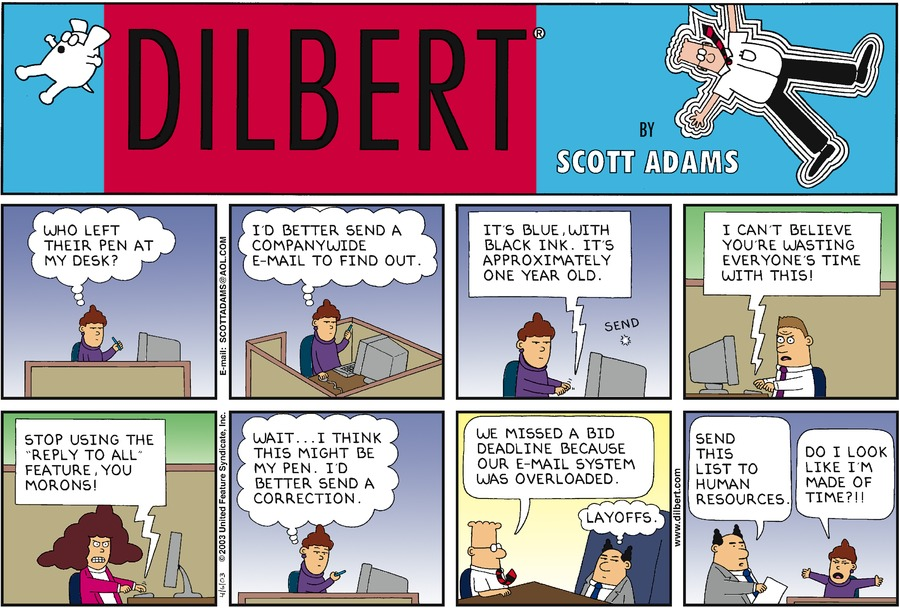 DILBERT®
BY
SCOTT ADAMS
WHO LEFT
THEIR PEN AT
MY DESK?
E-mail: SCOTTADAMS@AOL.COM
I'D BETTER SEND A
COMPANYWIDE
E-MAIL TO FIND OUT.
IT'S BLUE, WITH
BLACK INK. IT'S
APPROXIMATELY
ONE YEAR OLD.
SEND
I CAN'T BELIEVE
YOU'RE WASTING
EVERYONE'S TIME
WITH THIS!
STOP USING THE
"REPLY TO ALL"
FEATURE, YOU
MORONS!
© 2003 United Feature Syndicate, Inc.
WAIT...I THINK
THIS MIGHT BE
MY PEN. I'D
BETTER SEND A
CORRECTION.
WE MISSED A BID
DEADLINE BECAUSE
OUR E-MAIL SYSTEM
WAS OVERLOADED.
LAYOFFS.
www.dilbert.com
SEND
THIS
LIST TO
HUMAN
RESOURCES.
DO I LOOK
LIKE I'M
MADE OF
TIME?!!